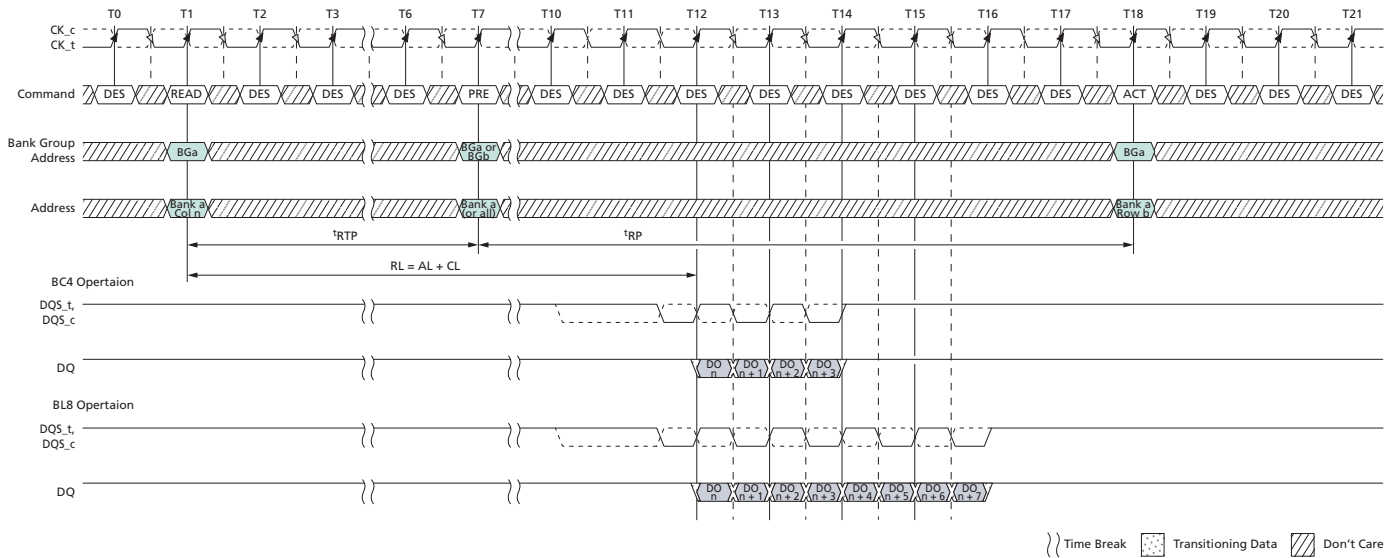 T0 T1 T2 T3 T6 T7 T10 T11 T12 T13 T14 T15 T16 T17 T18 T19 T20 T21
CK_c
CK_t
Command DES READ DES DES DES PRE DES DES DES DES DES DES DES DES ACT DES DES DES
Bank Group
Address
BGa
BGa or
BGb
BGa
Address
Bank a
Col n
Bank a
(or all)
Bank a
Row b
tRTP tRP
RL = AL + CL
BC4 Opertaion
DQS_t,
DQS_c
DQ
DO
n
DO
n + 1
DO
n + 2
DO
n + 3
BL8 Opertaion
DQS_t,
DQS_c
DQ
DO
n
DO
n + 1
DO
n + 2
DO
n + 3
DO
n + 4
DO
n + 5
DO
n + 6
DO
n + 7
Time Break Transitioning Data Don't Care